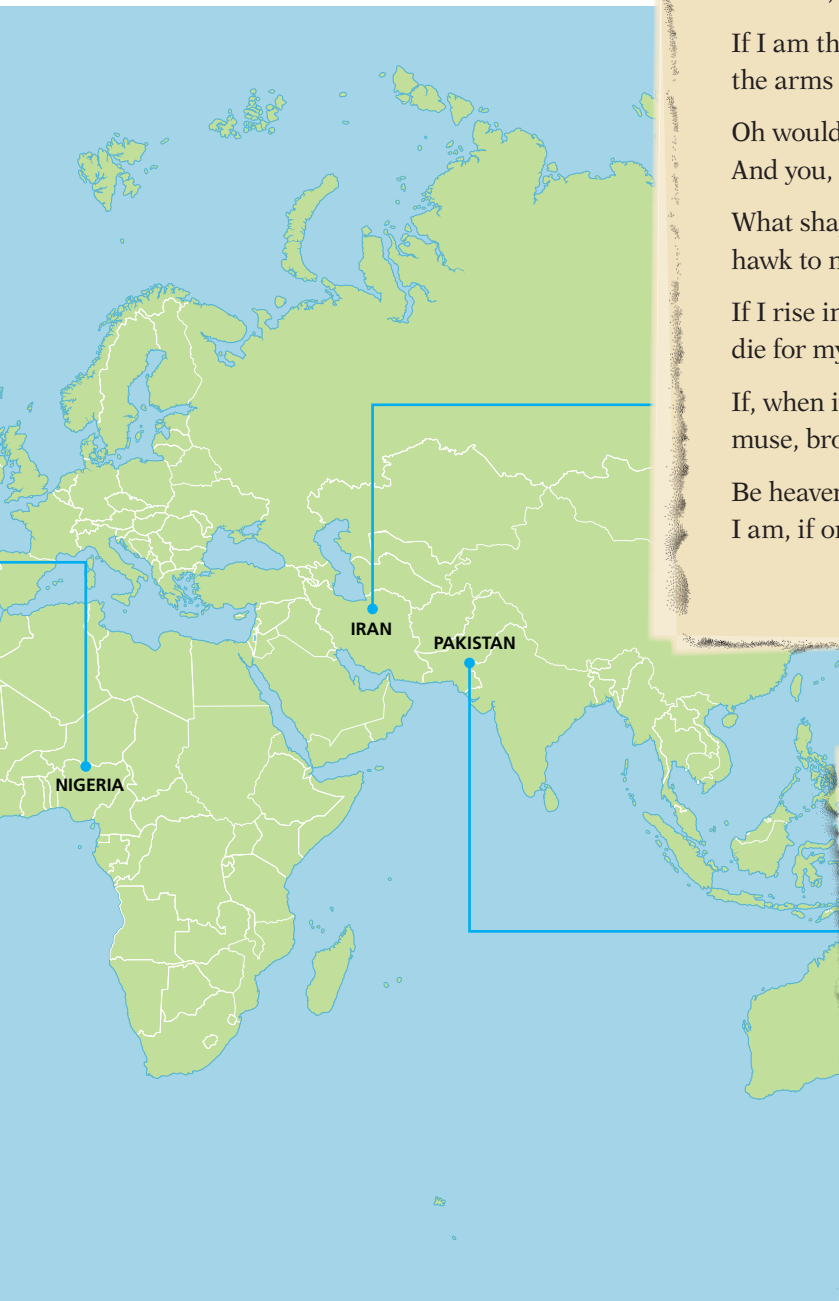 If I am th
the arms
Oh would
And you,
What sha
hawk to n
If I rise in
die for my
If, when i
muse, bro
Be heaven
I am, if or
IRAN
PAKISTAN
NIGERIA